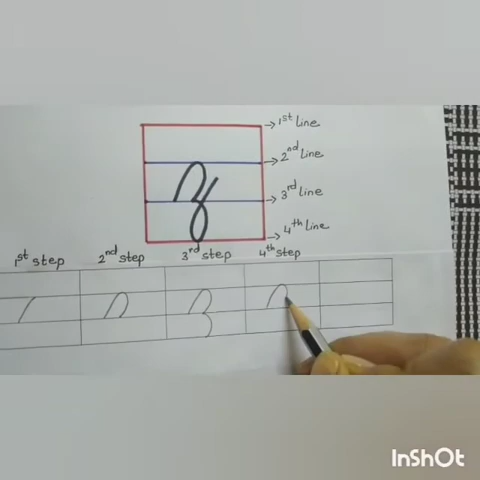 → 1st line
→ 2nd line
→ 3rd line
→ 4th line
1st step 2nd step 3rd step 4th step
InShOt